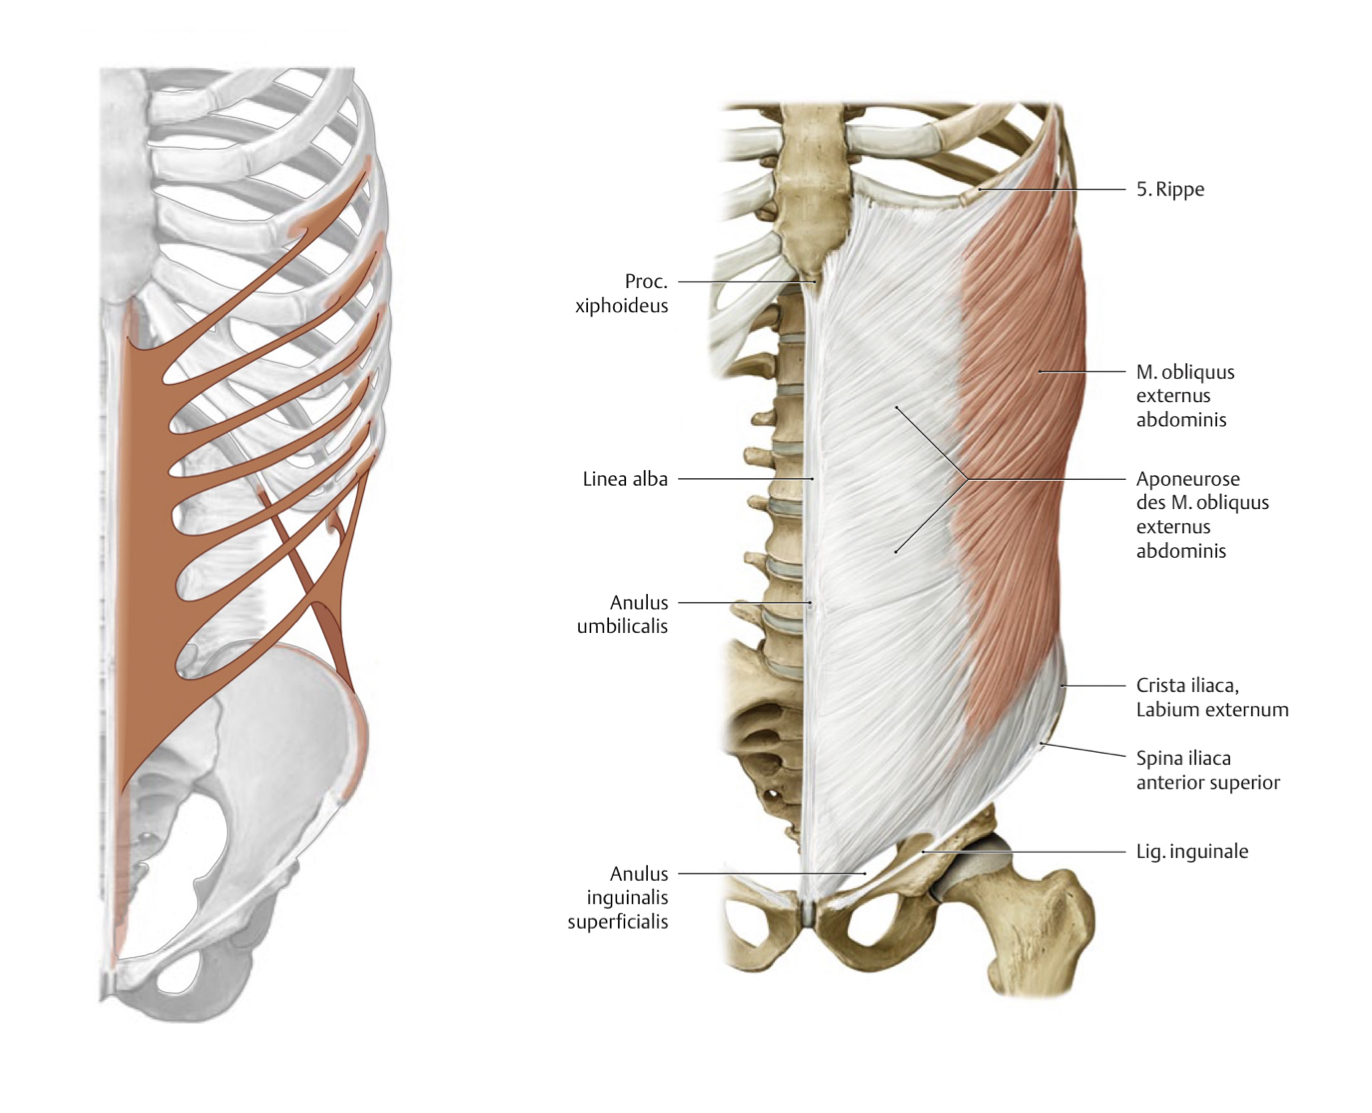 5. Rippe
Proc.
xiphoideus
M. obliquus
externus
abdominis
Linea alba
Aponeurose
des M. obliquus
externus
abdominis
Anulus
umbilicalis
Crista iliaca,
Labium externum
Spina iliaca
anterior superior
Lig. inguinale
Anulus
inguinalis
superficialis